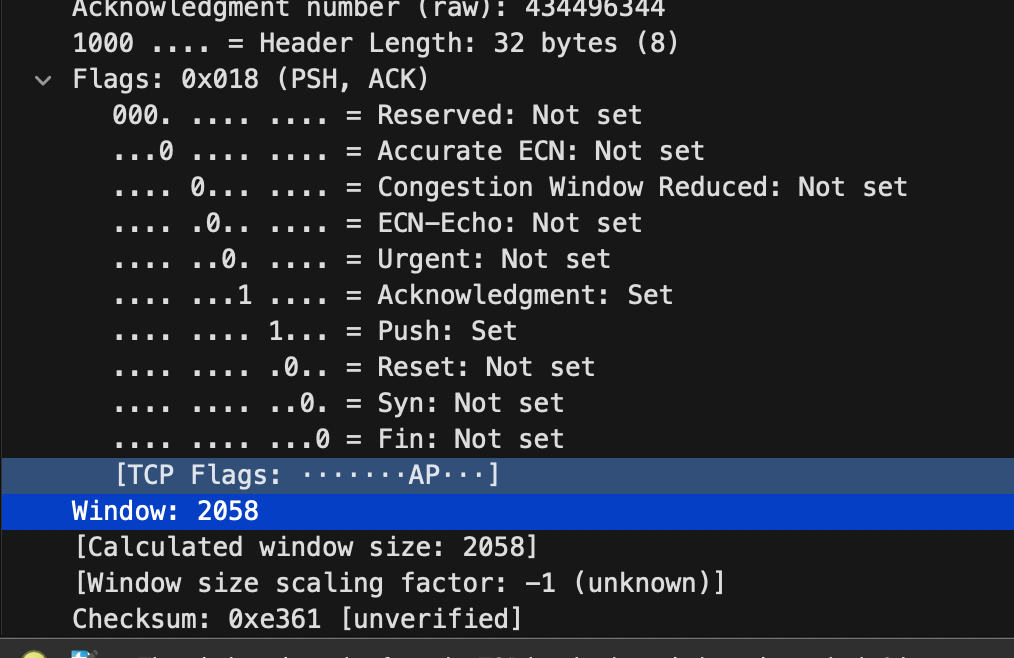 Acknowledgment number (raw): 434496344
1000 .... = Header Length: 32 bytes (8)
Flags: 0x018 (PSH, ACK)
000. .... .... = Reserved: Not set
...0 .... .... = Accurate ECN: Not set
.... 0... .... = Congestion Window Reduced: Not set
.... .0.. .... = ECN-Echo: Not set
.... ..0. .... = Urgent: Not set
.... ...1 .... = Acknowledgment: Set
.... .... 1... = Push: Set
.... .... .0.. = Reset: Not set
.... .... ..0. = Syn: Not set
.... .... ...0 = Fin: Not set
[TCP Flags: ·······AP···]
Window: 2058
[Calculated window size: 2058]
[Window size scaling factor: -1 (unknown)]
Checksum: 0xe361 [unverified]